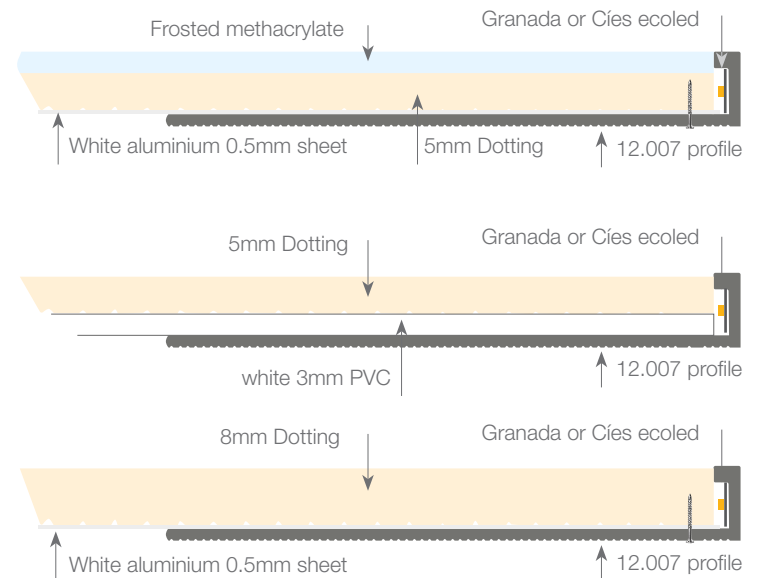 Granada or Cíes ecoled
Frosted methacrylate
White aluminium 0.5mm sheet
5mm Dotting
12.007 profile
5mm Dotting
Granada or Cíes ecoled
12.007 profile
white 3mm PVC
8mm Dotting
Granada or Cíes ecoled
White aluminium 0.5mm sheet
12.007 profile